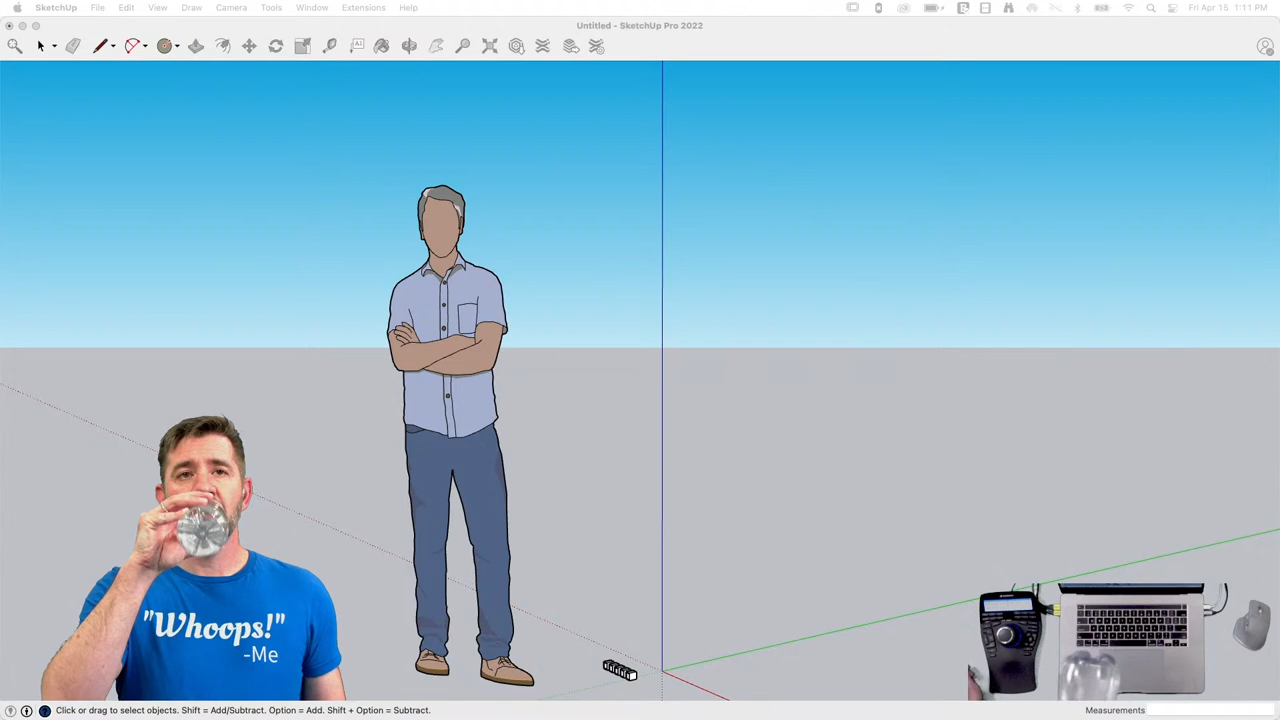 SketchUp File Edit View Draw Camera Tools Window Extensions Help Fri Apr 15 1:11 PM
Untitled - SketchUp Pro 2022
"Whoops!"
-Me
Click or drag to select objects. Shift = Add/Subtract. Option = Add. Shift + Option = Subtract. Measurements